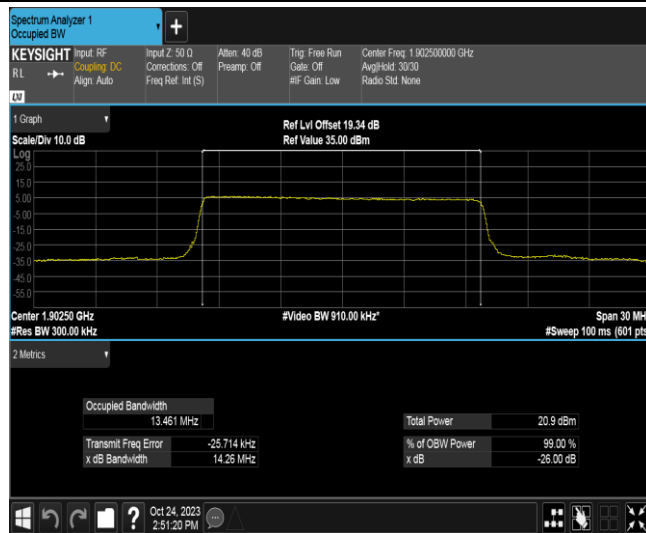 Spectrum Analyzer 1
Occupied BW
+
KEYSIGHT
RL
Input: RF
Coupling: DC
Align: Auto
Input Z: 50 Ω
Corrections: Off
Freq Ref: Int (S)
Atten: 40 dB
Preamp: Off
Trig: Free Run
Gate: Off
#IF Gain: Low
Center Freq: 1.902500000 GHz
Avg|Hold: 30/30
Radio Std: None
LXI
1 Graph
Scale/Div 10.0 dB
Ref Lvl Offset 19.34 dB
Ref Value 35.00 dBm
Log
25.0
15.0
5.00
-5.00
-15.0
-25.0
-35.0
-45.0
-55.0
Center 1.90250 GHz
#Video BW 910.00 kHz*
Span 30 MH
#Res BW 300.00 kHz
#Sweep 100 ms (601 pts
2 Metrics
Occupied Bandwidth
13.461 MHz
Total Power 20.9 dBm
Transmit Freq Error -25.714 kHz
% of OBW Power 99.00 %
x dB Bandwidth 14.26 MHz
x dB -26.00 dB
?
Oct 24, 2023
2:51:20 PM